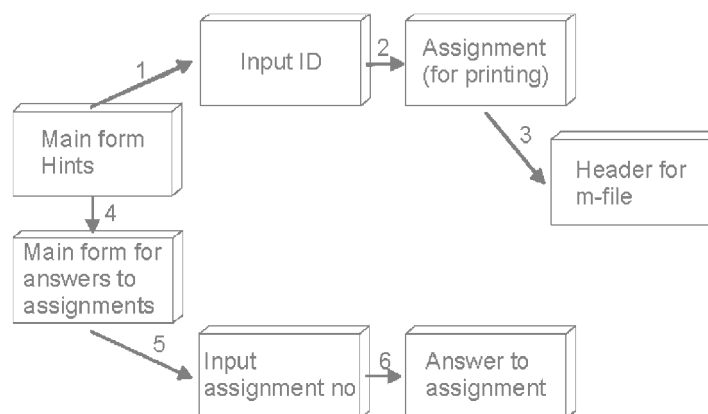 1
Input ID
2
Assignment
(for printing)
3
Main form
Hints
Header for
m-file
4
Main form for
answers to
assignments
5
Input
assignment no
6
Answer to
assignment